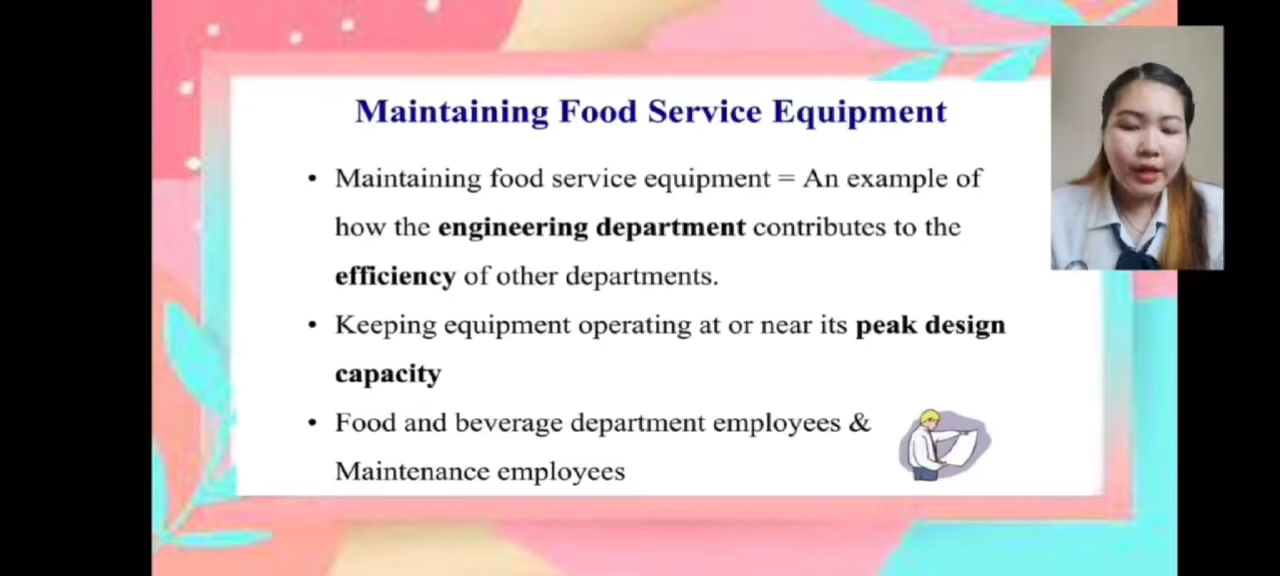 Maintaining Food Service Equipment
• Maintaining food service equipment = An example of
how the engineering department contributes to the
efficiency of other departments.
• Keeping equipment operating at or near its peak design
capacity
• Food and beverage department employees &
Maintenance employees